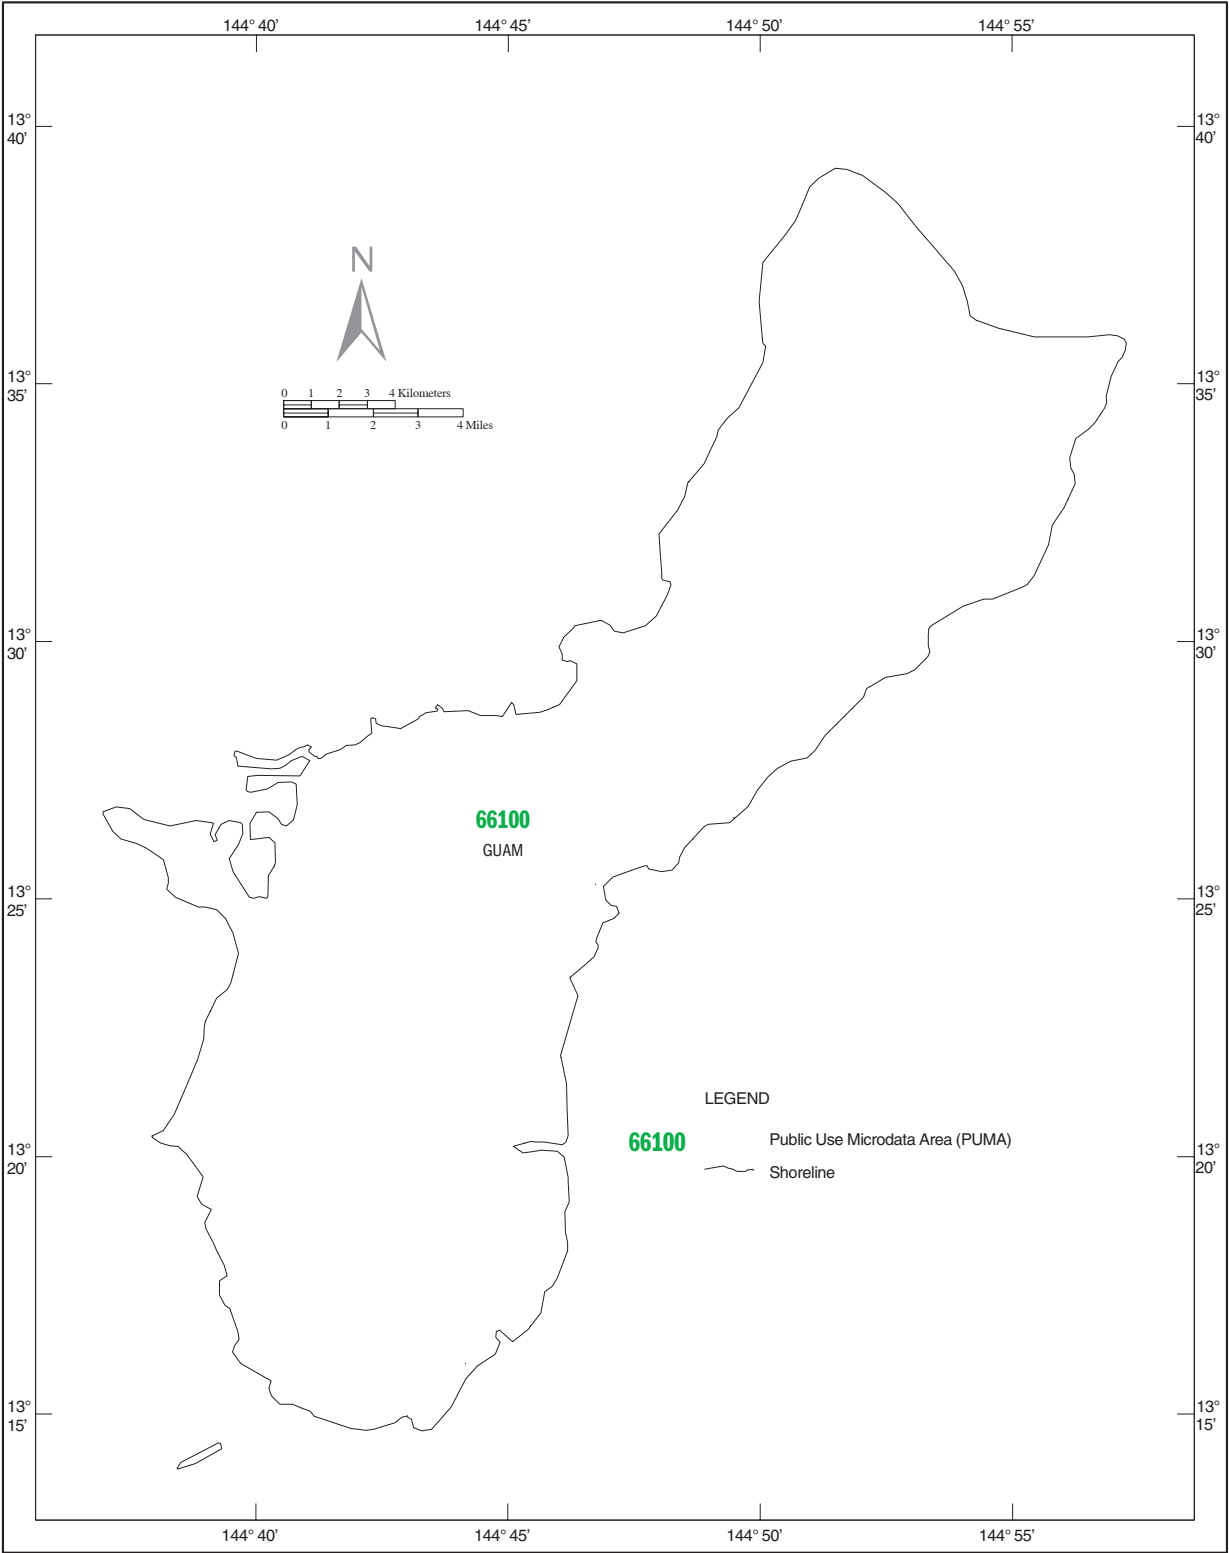 144° 40’ 144° 45’ 144° 50’ 144° 55’
13° 13°
40’ 40’
N
13° 13°
35’ 35’
0 1 2 3 4 Kilometers
0 1 2 3 4 Miles
13° 13°
30’ 30’
66100
GUAM
13° 13°
25’ 25’
LEGEND
66100 Public Use Microdata Area (PUMA)
13° 13°
20’ 20’
Shoreline
13° 13°
15’ 15’
144° 40’ 144° 45’ 144° 50’ 144° 55’